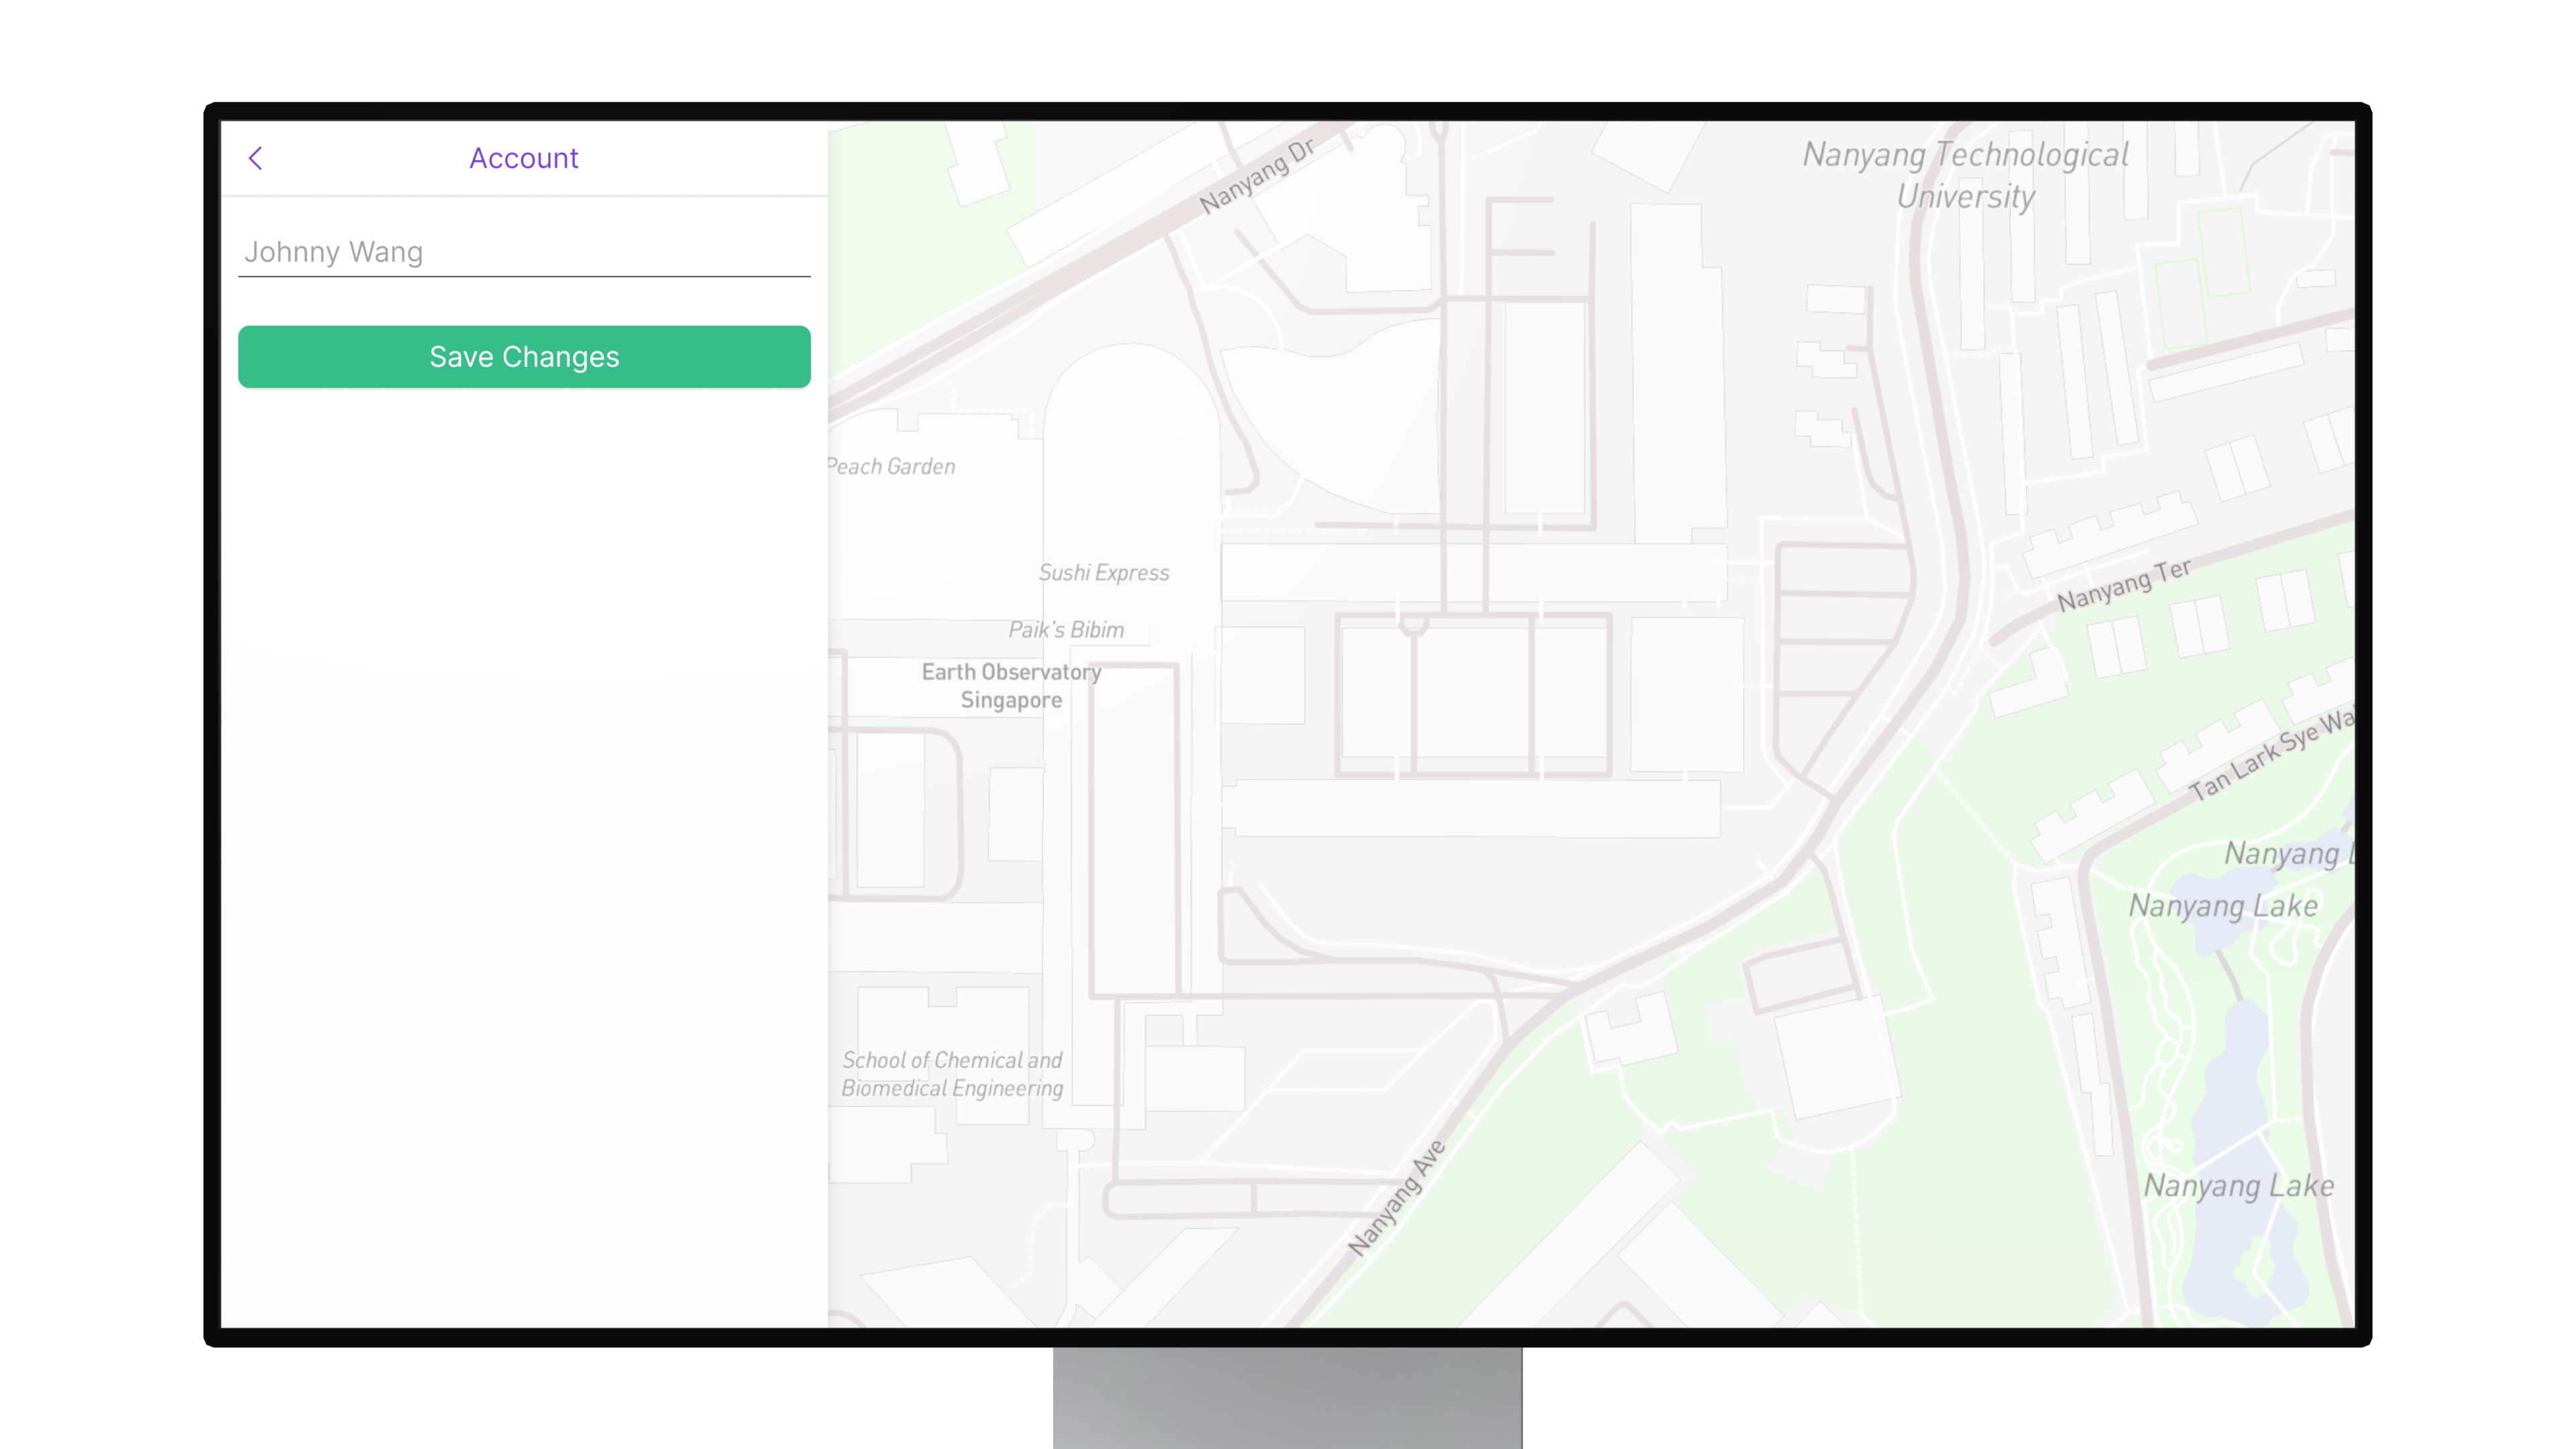 Account
Johnny Wang
Save Changes
Nanyang Dr
Nanyang Technological
University
Peach Garden
Sushi Express
Paik's Bibim
Earth Observatory
Singapore
Nanyang Ter
Tan Lark Sye Wa
Nanyang L
Nanyang Lake
School of Chemical and
Biomedical Engineering
Nanyang Ave
Nanyang Lake